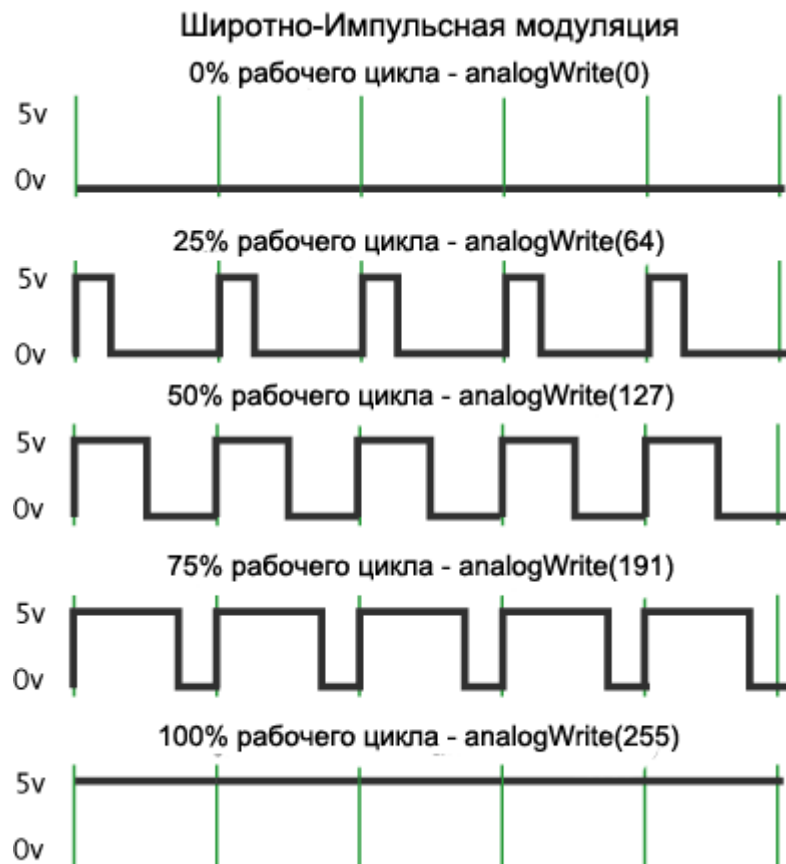 Широтно-Импульсная модуляция
0% рабочего цикла - analogWrite(0)
5v
0v
25% рабочего цикла - analogWrite(64)
5v
0v
50% рабочего цикла - analogWrite(127)
5v
0v
75% рабочего цикла - analogWrite(191)
5v
0v
100% рабочего цикла - analogWrite(255)
5v
0v